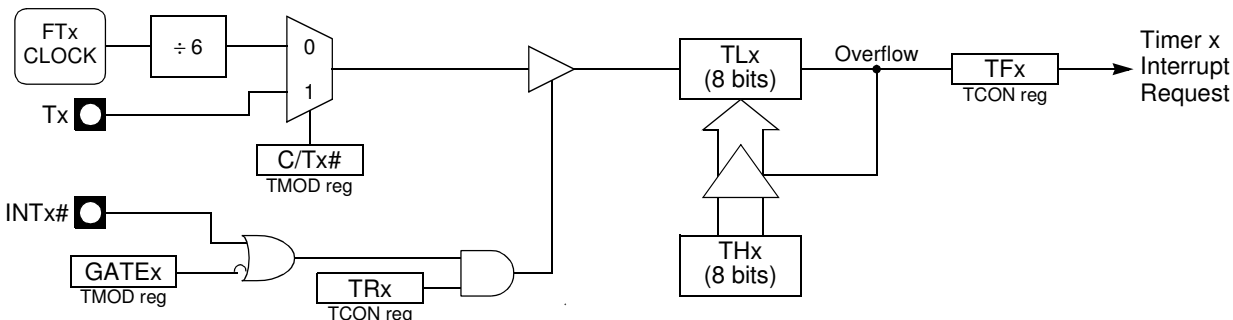 FTx
CLOCK
÷ 6
0
1
Tx
C/Tx#
TMOD reg
INTx#
GATEx
TMOD reg
TRx
TCON reg
TLx
(8 bits)
Overflow
TFx
TCON reg
Timer x
Interrupt
Request
THx
(8 bits)